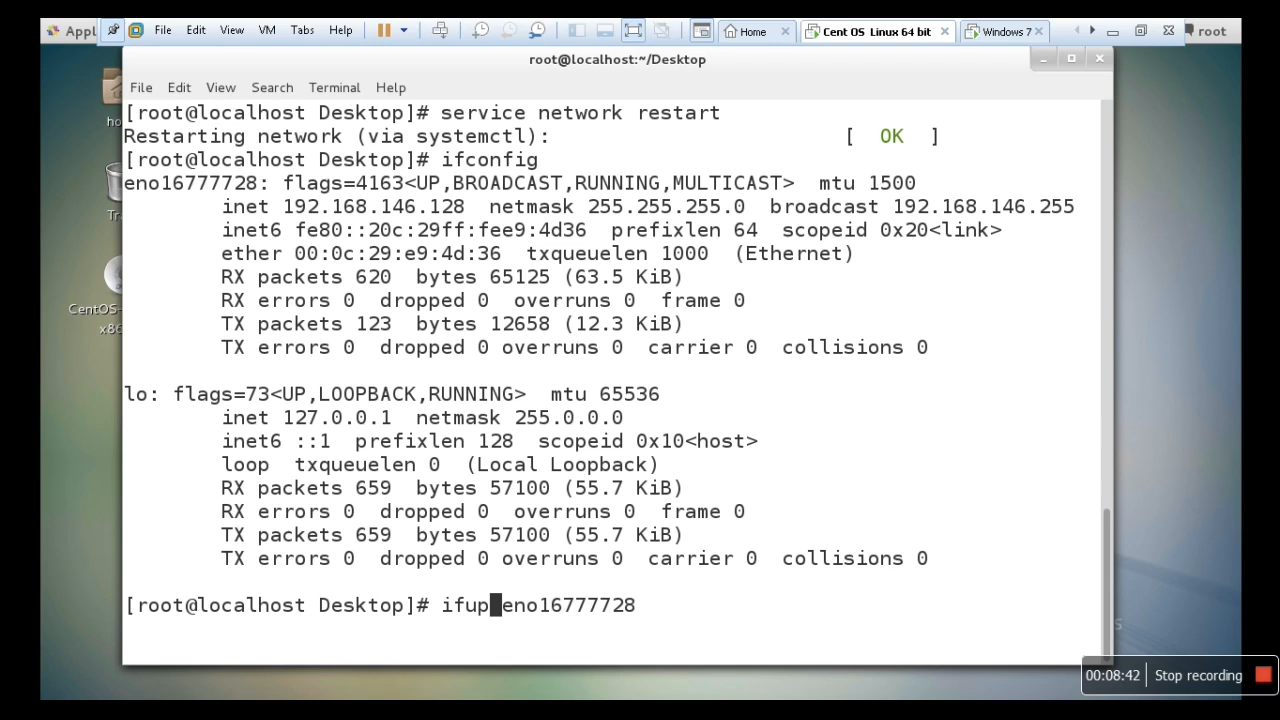 Appl
File Edit View VM Tabs Help
Home
Cent OS Linux 64 bit
Windows 7
root
root@localhost:~/Desktop
File Edit View Search Terminal Help
ho
Tr
CentOS-
x86
[root@localhost Desktop]# service network restart
Restarting network (via systemctl): [ OK ]
[root@localhost Desktop]# ifconfig
eno16777728: flags=4163<UP,BROADCAST,RUNNING,MULTICAST> mtu 1500
inet 192.168.146.128 netmask 255.255.255.0 broadcast 192.168.146.255
inet6 fe80::20c:29ff:fee9:4d36 prefixlen 64 scopeid 0x20<link>
ether 00:0c:29:e9:4d:36 txqueuelen 1000 (Ethernet)
RX packets 620 bytes 65125 (63.5 KiB)
RX errors 0 dropped 0 overruns 0 frame 0
TX packets 123 bytes 12658 (12.3 KiB)
TX errors 0 dropped 0 overruns 0 carrier 0 collisions 0
lo: flags=73<UP,LOOPBACK,RUNNING> mtu 65536
inet 127.0.0.1 netmask 255.0.0.0
inet6 ::1 prefixlen 128 scopeid 0x10<host>
loop txqueuelen 0 (Local Loopback)
RX packets 659 bytes 57100 (55.7 KiB)
RX errors 0 dropped 0 overruns 0 frame 0
TX packets 659 bytes 57100 (55.7 KiB)
TX errors 0 dropped 0 overruns 0 carrier 0 collisions 0
[root@localhost Desktop]# ifup eno16777728
S
00:08:42 Stop recording